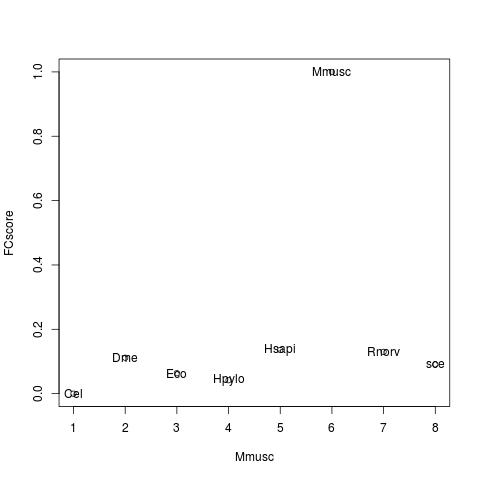 1.0
Mmusc
0.8
0.6
FCscore
0.4
0.2
Hsapi
Rnorv
Dme
sce
Eco
Hpylo
0.0
Cel
1 2 3 4 5 6 7 8
Mmusc